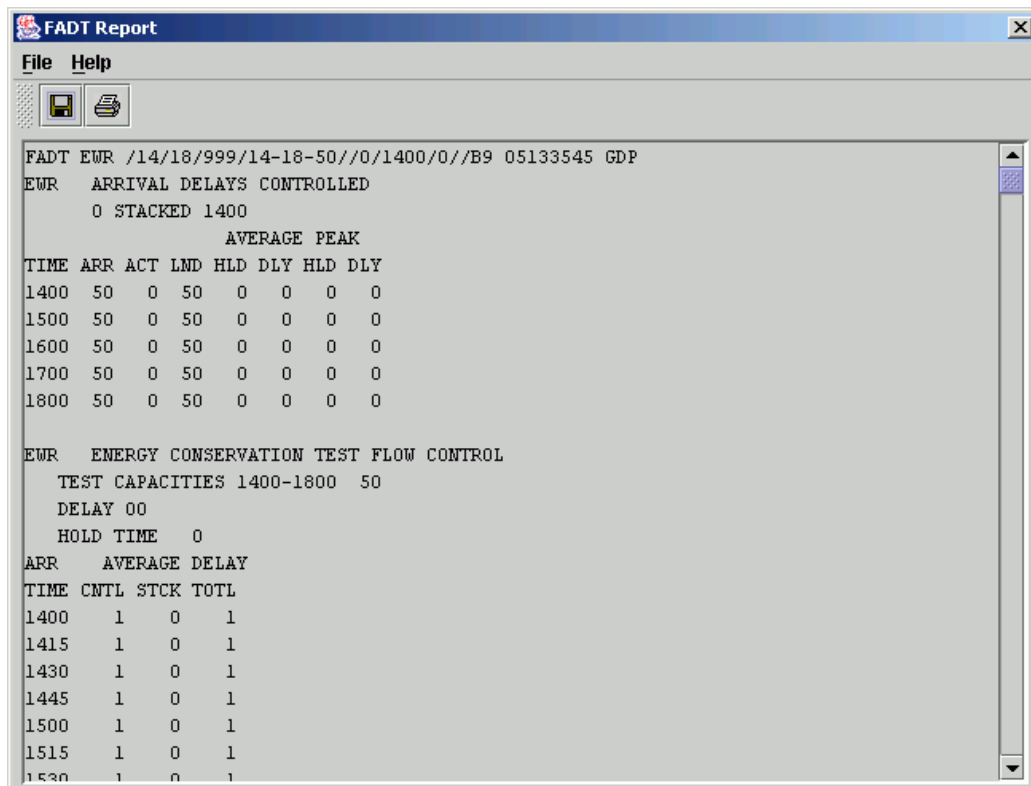 FADT Report
File Help
FADT EWR /14/18/999/14-18-50//0/1400/0//B9 05133545 GDP
EWR ARRIVAL DELAYS CONTROLLED
0 STACKED 1400
AVERAGE PEAK
TIME ARR ACT LND HLD DLY HLD DLY
1400 50 0 50 0 0 0 0
1500 50 0 50 0 0 0 0
1600 50 0 50 0 0 0 0
1700 50 0 50 0 0 0 0
1800 50 0 50 0 0 0 0
EWR ENERGY CONSERVATION TEST FLOW CONTROL
TEST CAPACITIES 1400-1800 50
DELAY 00
HOLD TIME 0
ARR AVERAGE DELAY
TIME CNTL STCK TOTL
1400 1 0 1
1415 1 0 1
1430 1 0 1
1445 1 0 1
1500 1 0 1
1515 1 0 1
1530 1 0 1